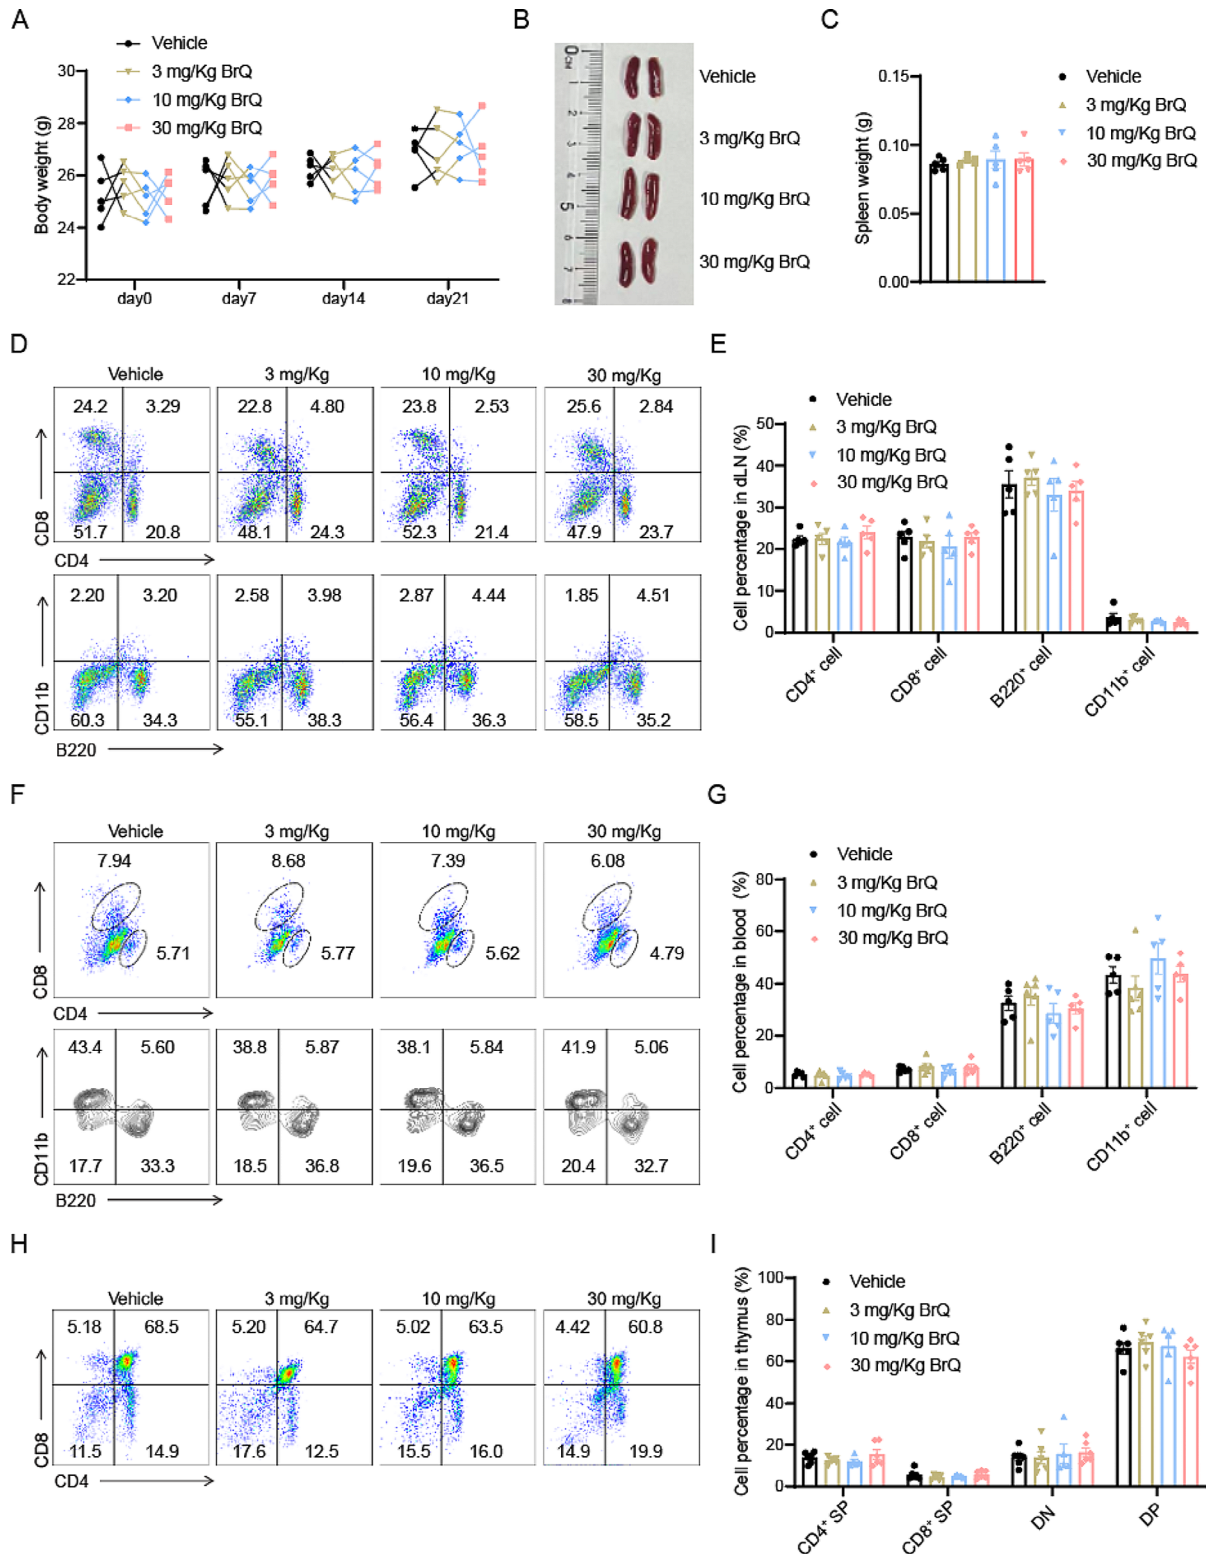 A
Vehicle
3 mg/Kg BrQ
10 mg/Kg BrQ
30 mg/Kg BrQ
Body weight (g)
30
28
26
24
22
day0 day7 day14 day21
B
0 CM
1
2
3
4
5
6
7
8
Vehicle
3 mg/Kg BrQ
10 mg/Kg BrQ
30 mg/Kg BrQ
C
Vehicle
3 mg/Kg BrQ
10 mg/Kg BrQ
30 mg/Kg BrQ
Spleen weight (g)
0.15
0.10
0.05
0.00
D
Vehicle 3 mg/Kg 10 mg/Kg 30 mg/Kg
24.2 3.29 22.8 4.80 23.8 2.53 25.6 2.84
51.7 20.8 48.1 24.3 52.3 21.4 47.9 23.7
CD8
CD4
2.20 3.20 2.58 3.98 2.87 4.44 1.85 4.51
60.3 34.3 55.1 38.3 56.4 36.3 58.5 35.2
CD11b
B220
E
Vehicle
3 mg/Kg BrQ
10 mg/Kg BrQ
30 mg/Kg BrQ
Cell percentage in dLN (%)
50
40
30
20
10
0
CD4⁺ cell CD8⁺ cell B220⁺ cell CD11b⁺ cell
F
Vehicle 3 mg/Kg 10 mg/Kg 30 mg/Kg
7.94 8.68 7.39 6.08
5.71 5.77 5.62 4.79
CD8
CD4
43.4 5.60 38.8 5.87 38.1 5.84 41.9 5.06
17.7 33.3 18.5 36.8 19.6 36.5 20.4 32.7
CD11b
B220
G
Vehicle
3 mg/Kg BrQ
10 mg/Kg BrQ
30 mg/Kg BrQ
Cell percentage in blood (%)
80
60
40
20
0
CD4⁺ cell CD8⁺ cell B220⁺ cell CD11b⁺ cell
H
Vehicle 3 mg/Kg 10 mg/Kg 30 mg/Kg
5.18 68.5 5.20 64.7 5.02 63.5 4.42 60.8
11.5 14.9 17.6 12.5 15.5 16.0 14.9 19.9
CD8
CD4
I
Vehicle
3 mg/Kg BrQ
10 mg/Kg BrQ
30 mg/Kg BrQ
Cell percentage in thymus (%)
100
80
60
40
20
0
CD4⁺ SP CD8⁺ SP DN DP